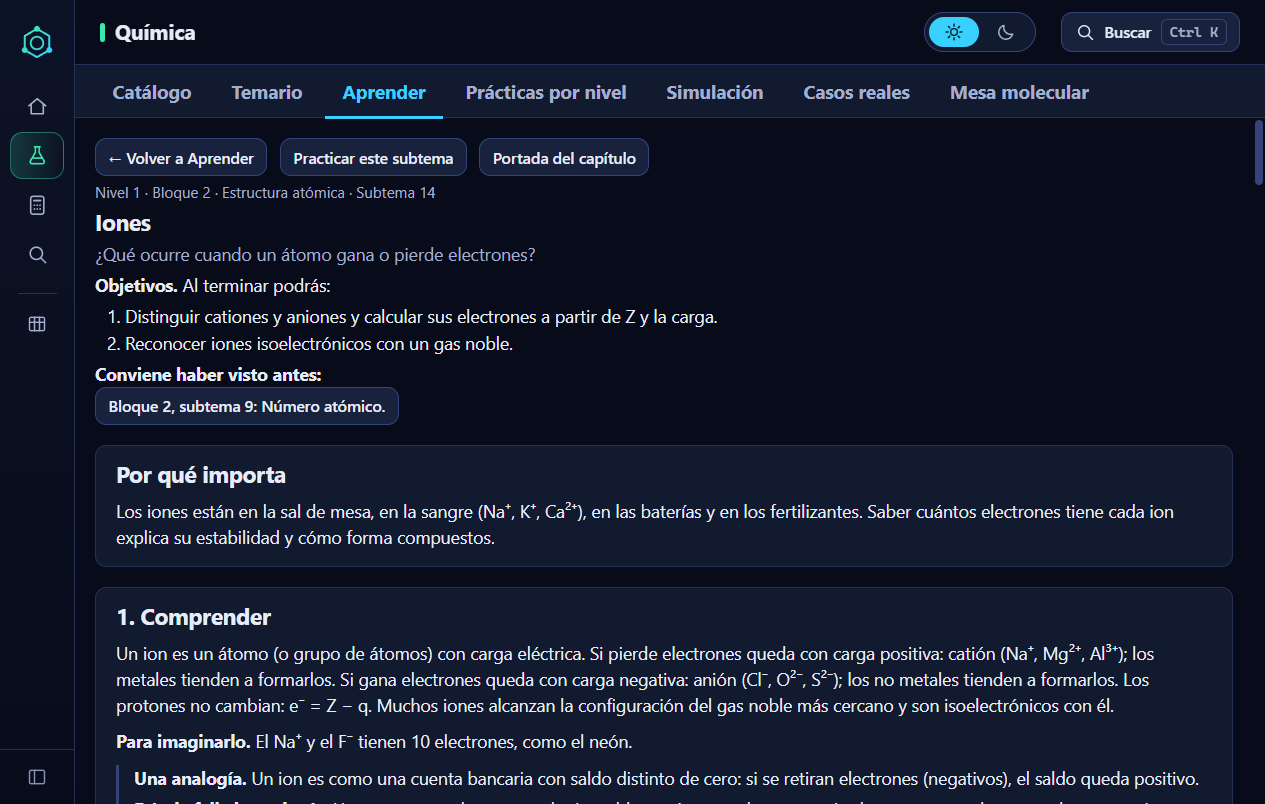 Química
Buscar Ctrl K
Catálogo Temario Aprender Prácticas por nivel Simulación Casos reales Mesa molecular
← Volver a Aprender Practicar este subtema Portada del capítulo
Nivel 1 · Bloque 2 · Estructura atómica · Subtema 14
Iones
¿Qué ocurre cuando un átomo gana o pierde electrones?
Objetivos. Al terminar podrás:
1. Distinguir cationes y aniones y calcular sus electrones a partir de Z y la carga.
2. Reconocer iones isoelectrónicos con un gas noble.
Conviene haber visto antes:
Bloque 2, subtema 9: Número atómico.
Por qué importa
Los iones están en la sal de mesa, en la sangre (Na⁺, K⁺, Ca²⁺), en las baterías y en los fertilizantes. Saber cuántos electrones tiene cada ion
explica su estabilidad y cómo forma compuestos.
1. Comprender
Un ion es un átomo (o grupo de átomos) con carga eléctrica. Si pierde electrones queda con carga positiva: catión (Na⁺, Mg²⁺, Al³⁺); los
metales tienden a formarlos. Si gana electrones queda con carga negativa: anión (Cl⁻, O²⁻, S²⁻); los no metales tienden a formarlos. Los
protones no cambian: e⁻ = Z − q. Muchos iones alcanzan la configuración del gas noble más cercano y son isoelectrónicos con él.
Para imaginarlo. El Na⁺ y el F⁻ tienen 10 electrones, como el neón.
Una analogía. Un ion es como una cuenta bancaria con saldo distinto de cero: si se retiran electrones (negativos), el saldo queda positivo.